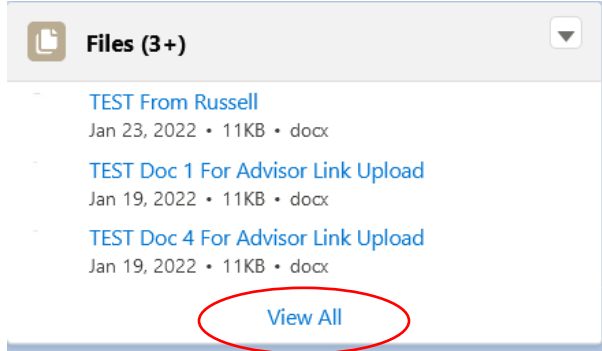 Files (3+)
TEST From Russell
Jan 23, 2022 • 11KB • docx
TEST Doc 1 For Advisor Link Upload
Jan 19, 2022 • 11KB • docx
TEST Doc 4 For Advisor Link Upload
Jan 19, 2022 • 11KB • docx
View All